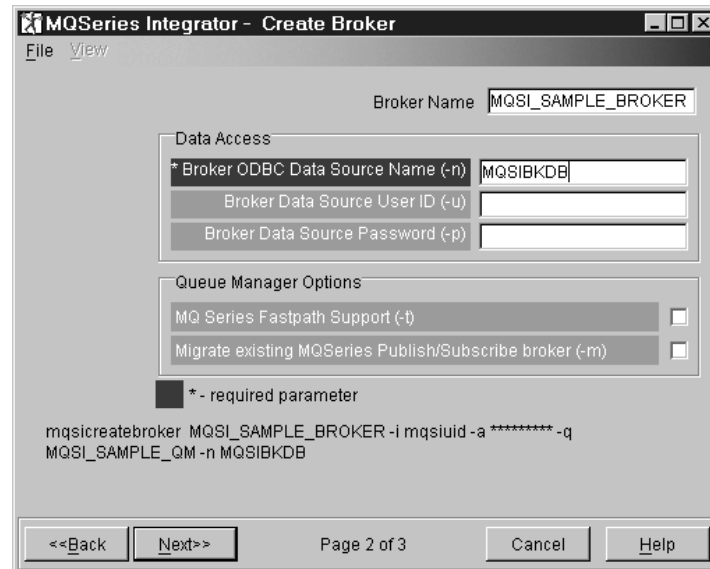 MQSeries Integrator - Create Broker
File View
Broker Name MQSI_SAMPLE_BROKER
Data Access
* Broker ODBC Data Source Name (-n) MQSIBKDB
Broker Data Source User ID (-u)
Broker Data Source Password (-p)
Queue Manager Options
MQ Series Fastpath Support (-t)
Migrate existing MQSeries Publish/Subscribe broker (-m)
* - required parameter
mqsicreatebroker MQSI_SAMPLE_BROKER -i mqsiuid -a ********* -q
MQSI_SAMPLE_QM -n MQSIBKDB
<<Back Next>> Page 2 of 3 Cancel Help